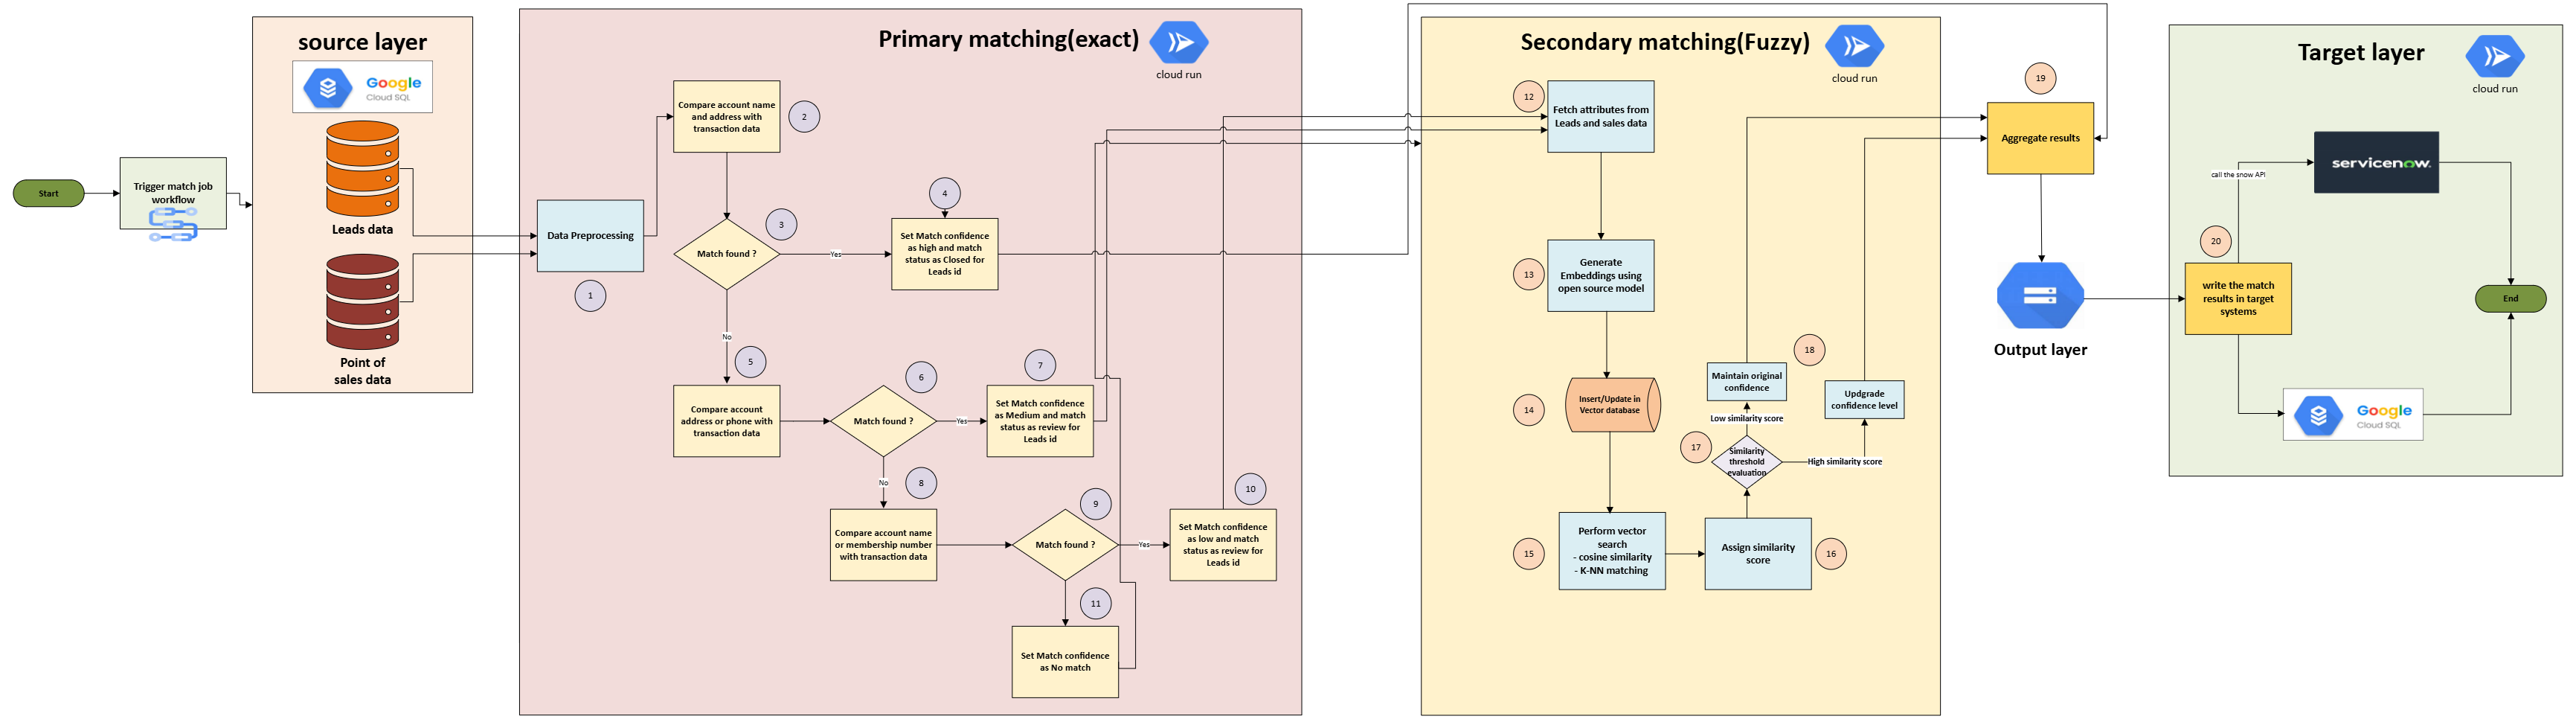 Start
Trigger match job
workflow
source layer
Google
Cloud SQL
Leads data
Point of
sales data
Primary matching(exact)
cloud run
Data Preprocessing
1
Compare account name
and address with
transaction data
2
Match found ?
3
Yes
No
4
Set Match confidence
as high and match
status as Closed for
Leads id
5
Compare account
address or phone with
transaction data
6
Match found ?
Yes
No
7
Set Match confidence
as Medium and match
status as review for
Leads id
8
Compare account name
or membership number
with transaction data
9
Match found ?
Yes
10
Set Match confidence
as low and match
status as review for
Leads id
11
Set Match confidence
as No match
Secondary matching(Fuzzy)
cloud run
12
Fetch attributes from
Leads and sales data
13
Generate
Embeddings using
open source model
14
Insert/Update in
Vector database
15
Perform vector
search
- cosine similarity
- K-NN matching
Assign similarity
score
16
17
Similarity
threshold
evaluation
Low similarity score
High similarity score
18
Maintain original
confidence
Updgrade
confidence level
19
Aggregate results
Output layer
Target layer
cloud run
20
write the match
results in target
systems
call the snow API
servicenow.
Google
Cloud SQL
End